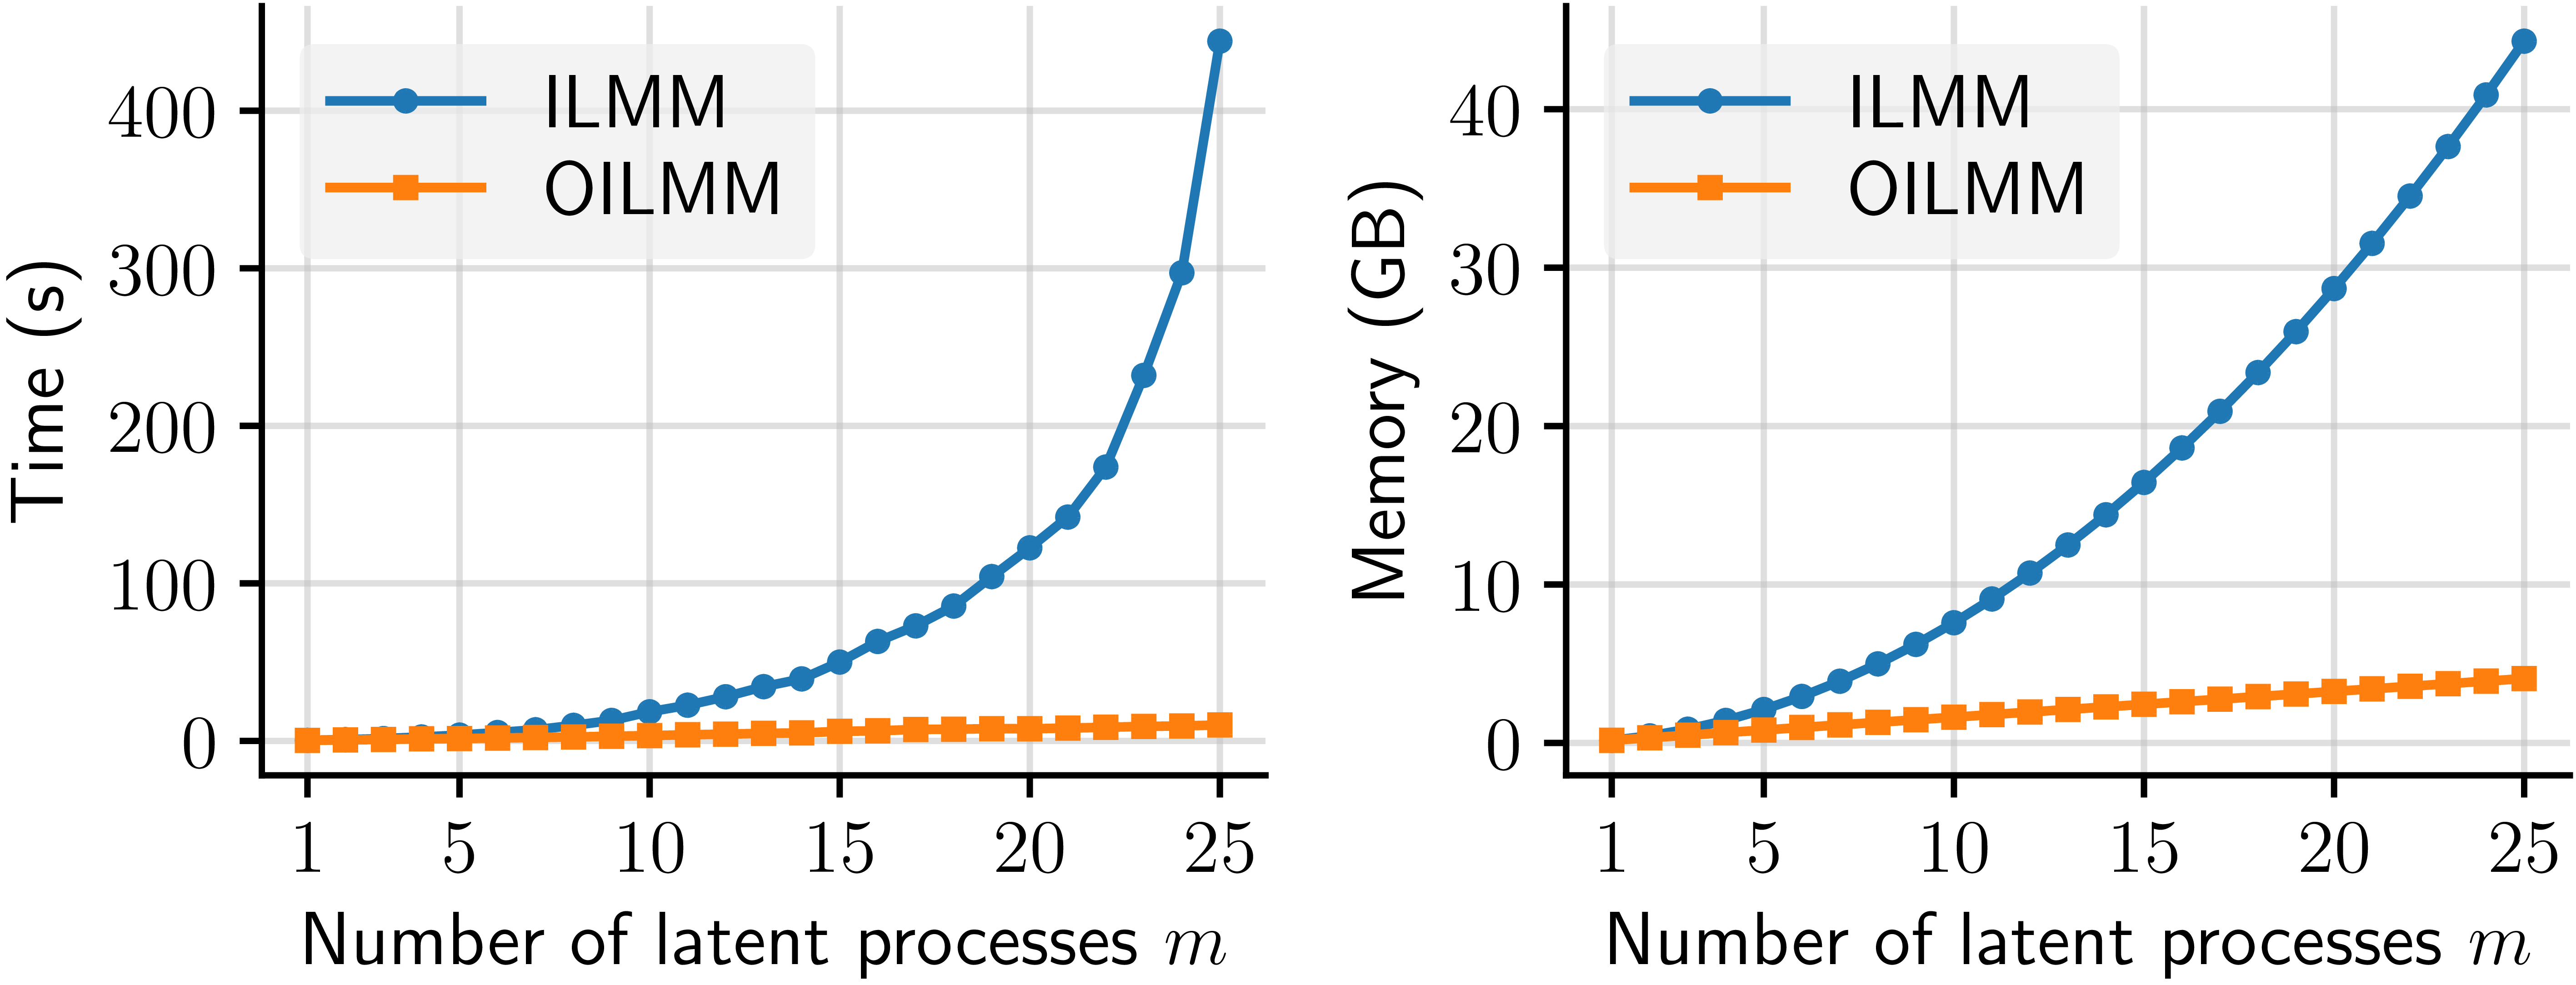 Time (s)
400
300
200
100
0
ILMM
OILMM
1 5 10 15 20 25
Number of latent processes m
Memory (GB)
40
30
20
10
0
ILMM
OILMM
1 5 10 15 20 25
Number of latent processes m